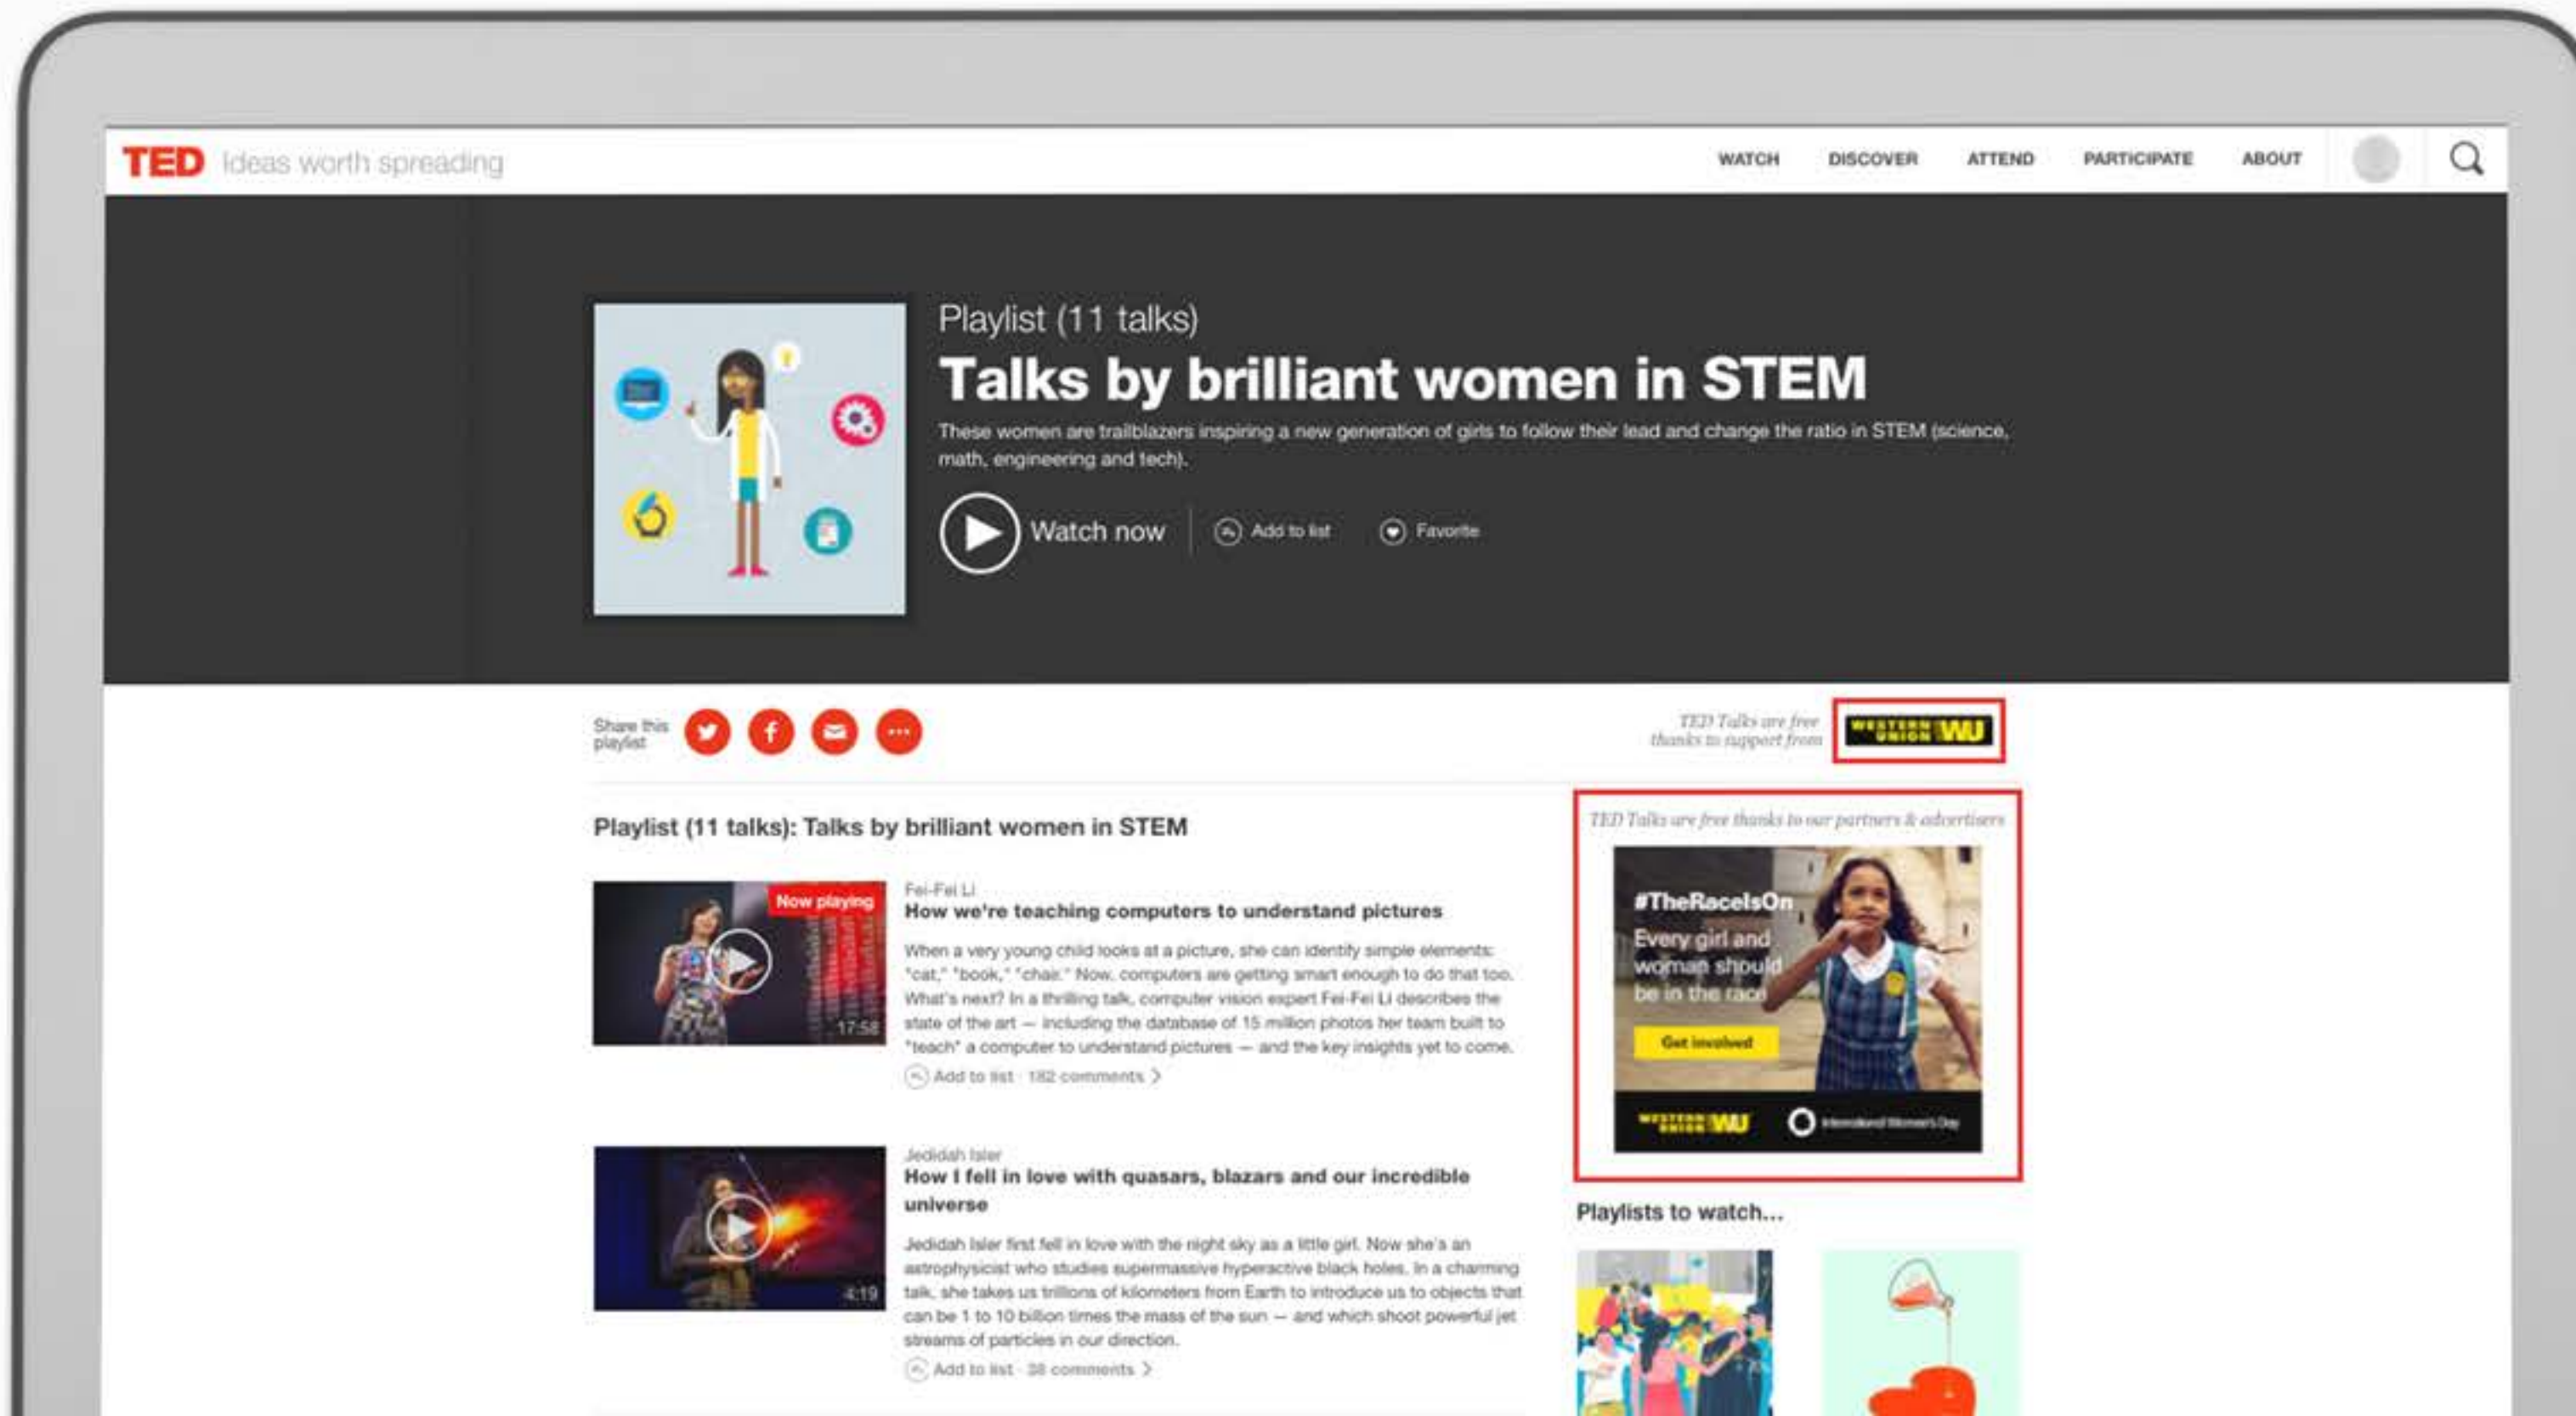 TED Ideas worth spreading
WATCH DISCOVER ATTEND PARTICIPATE ABOUT
Playlist (11 talks)
Talks by brilliant women in STEM
These women are trailblazers inspiring a new generation of girls to follow their lead and change the ratio in STEM (science,
math, engineering and tech).
Watch now Add to list Favorite
Share this
playlist
TED Talks are free
thanks to support from
WESTERN
UNION WU
Playlist (11 talks): Talks by brilliant women in STEM
Now playing
17:58
Fei-Fei Li
How we're teaching computers to understand pictures
When a very young child looks at a picture, she can identify simple elements:
"cat," "book," "chair." Now, computers are getting smart enough to do that too.
What's next? In a thrilling talk, computer vision expert Fei-Fei Li describes the
state of the art — including the database of 15 million photos her team built to
"teach" a computer to understand pictures — and the key insights yet to come.
Add to list · 182 comments >
4:19
Jedidah Isler
How I fell in love with quasars, blazars and our incredible
universe
Jedidah Isler first fell in love with the night sky as a little girl. Now she's an
astrophysicist who studies supermassive hyperactive black holes. In a charming
talk, she takes us trillions of kilometers from Earth to introduce us to objects that
can be 1 to 10 billion times the mass of the sun — and which shoot powerful jet
streams of particles in our direction.
Add to list · 38 comments >
TED Talks are free thanks to our partners & advertisers
#TheRaceIsOn
Every girl and
woman should
be in the race
Get involved
WESTERN
UNION WU
International Women's Day
Playlists to watch...